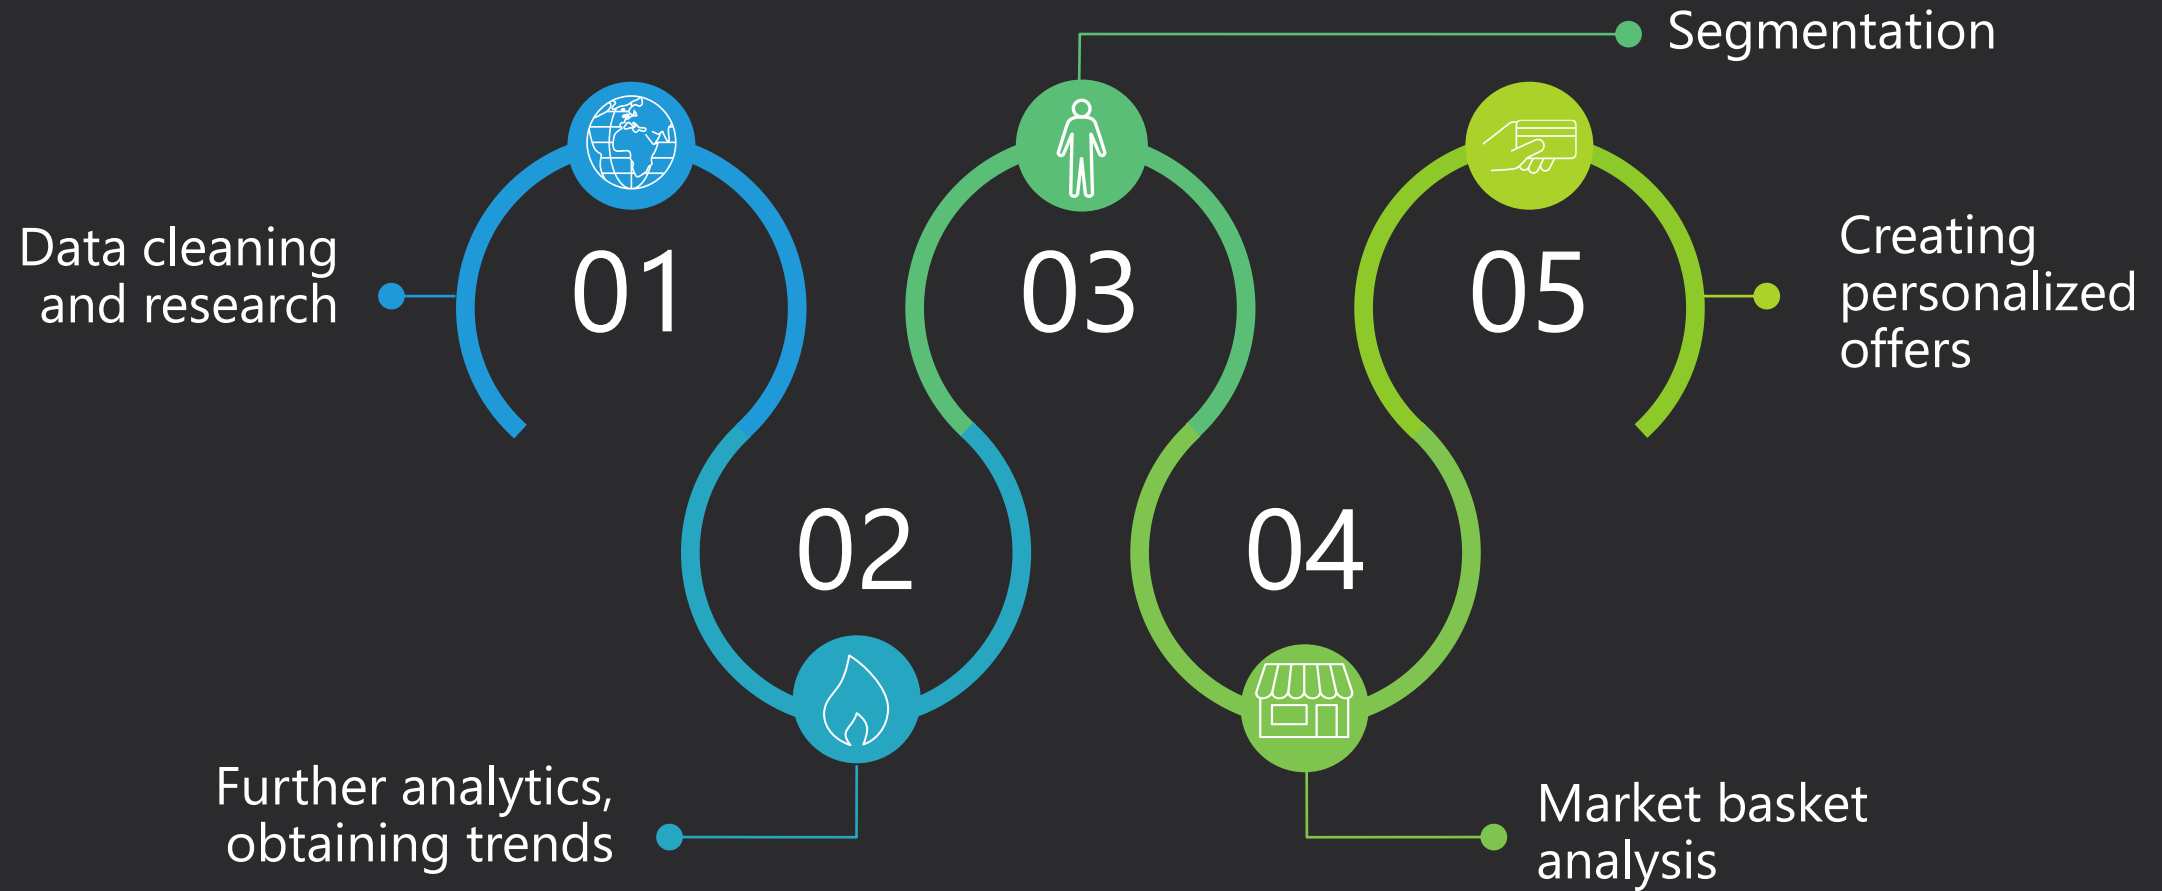 Data cleaning
and research
01
Further analytics,
obtaining trends
02
Segmentation
03
Market basket
analysis
04
Creating
personalized
offers
05